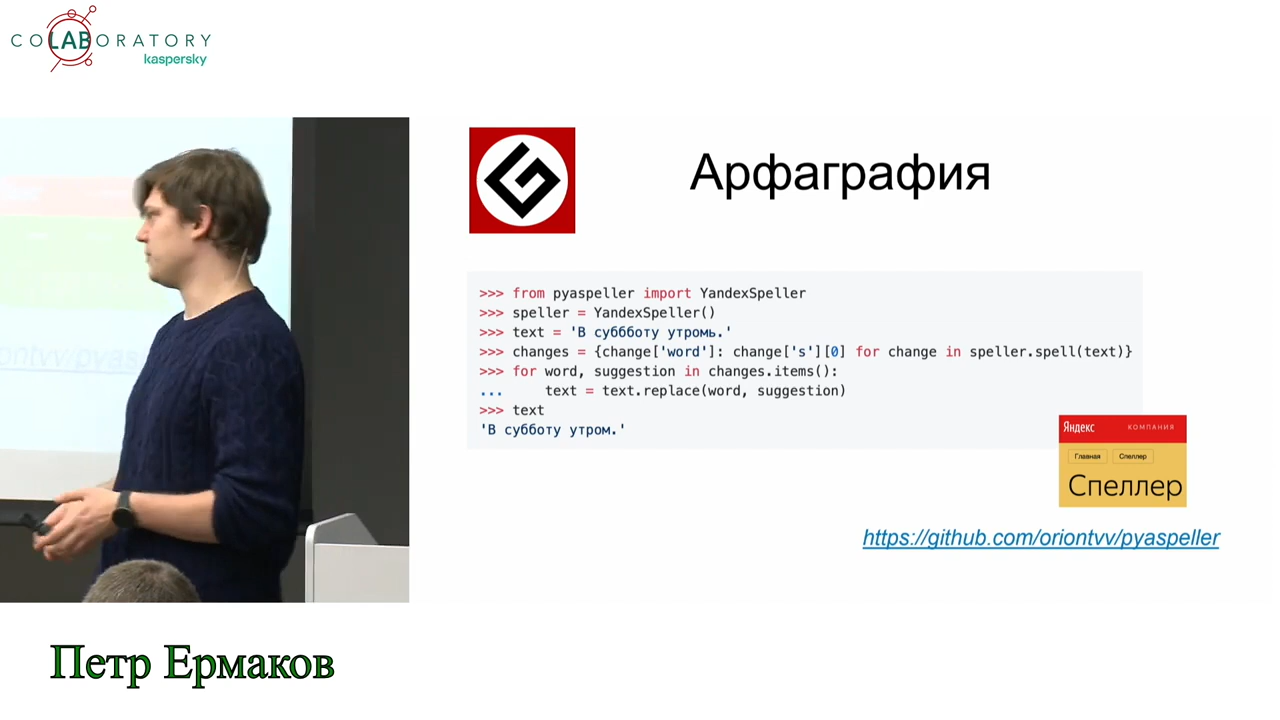 COLABORATORY
kaspersky
Арфаграфия
>>> from pyaspeller import YandexSpeller
>>> speller = YandexSpeller()
>>> text = 'В суббботу утромь.'
>>> changes = {change['word']: change['s'][0] for change in speller.spell(text)}
>>> for word, suggestion in changes.items():
...     text = text.replace(word, suggestion)
>>> text
'В субботу утром.'
Яндекс КОМПАНИЯ
Главная Спеллер
Спеллер
https://github.com/oriontvv/pyaspeller
Петр Ермаков